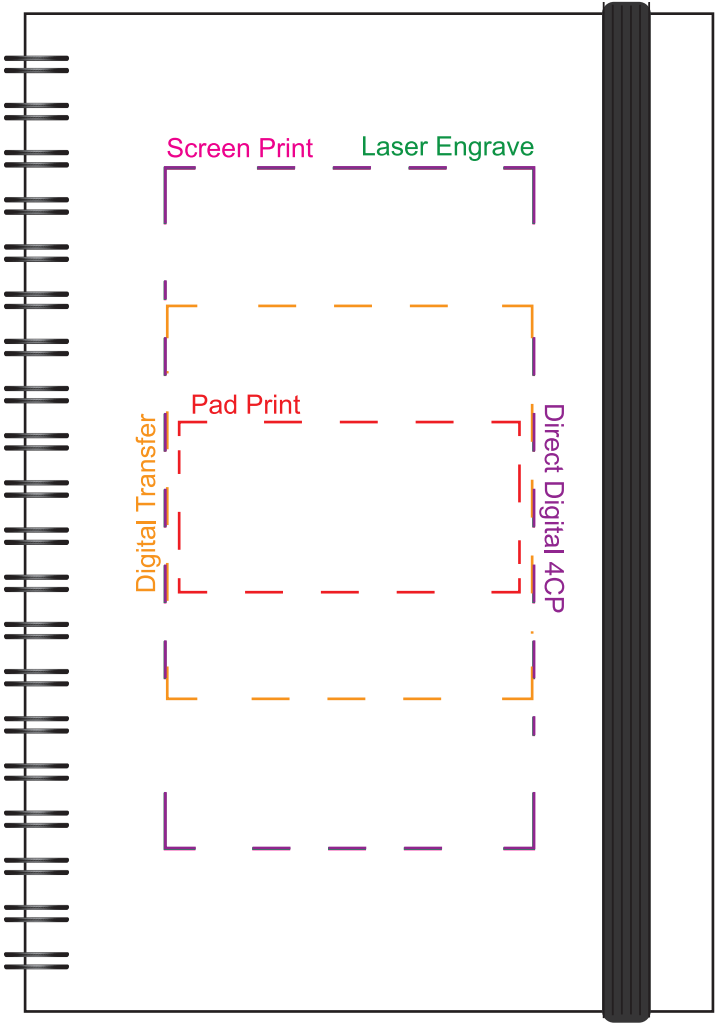 Screen Print
Laser Engrave
Pad Print
Digital Transfer
Direct Digital 4CP